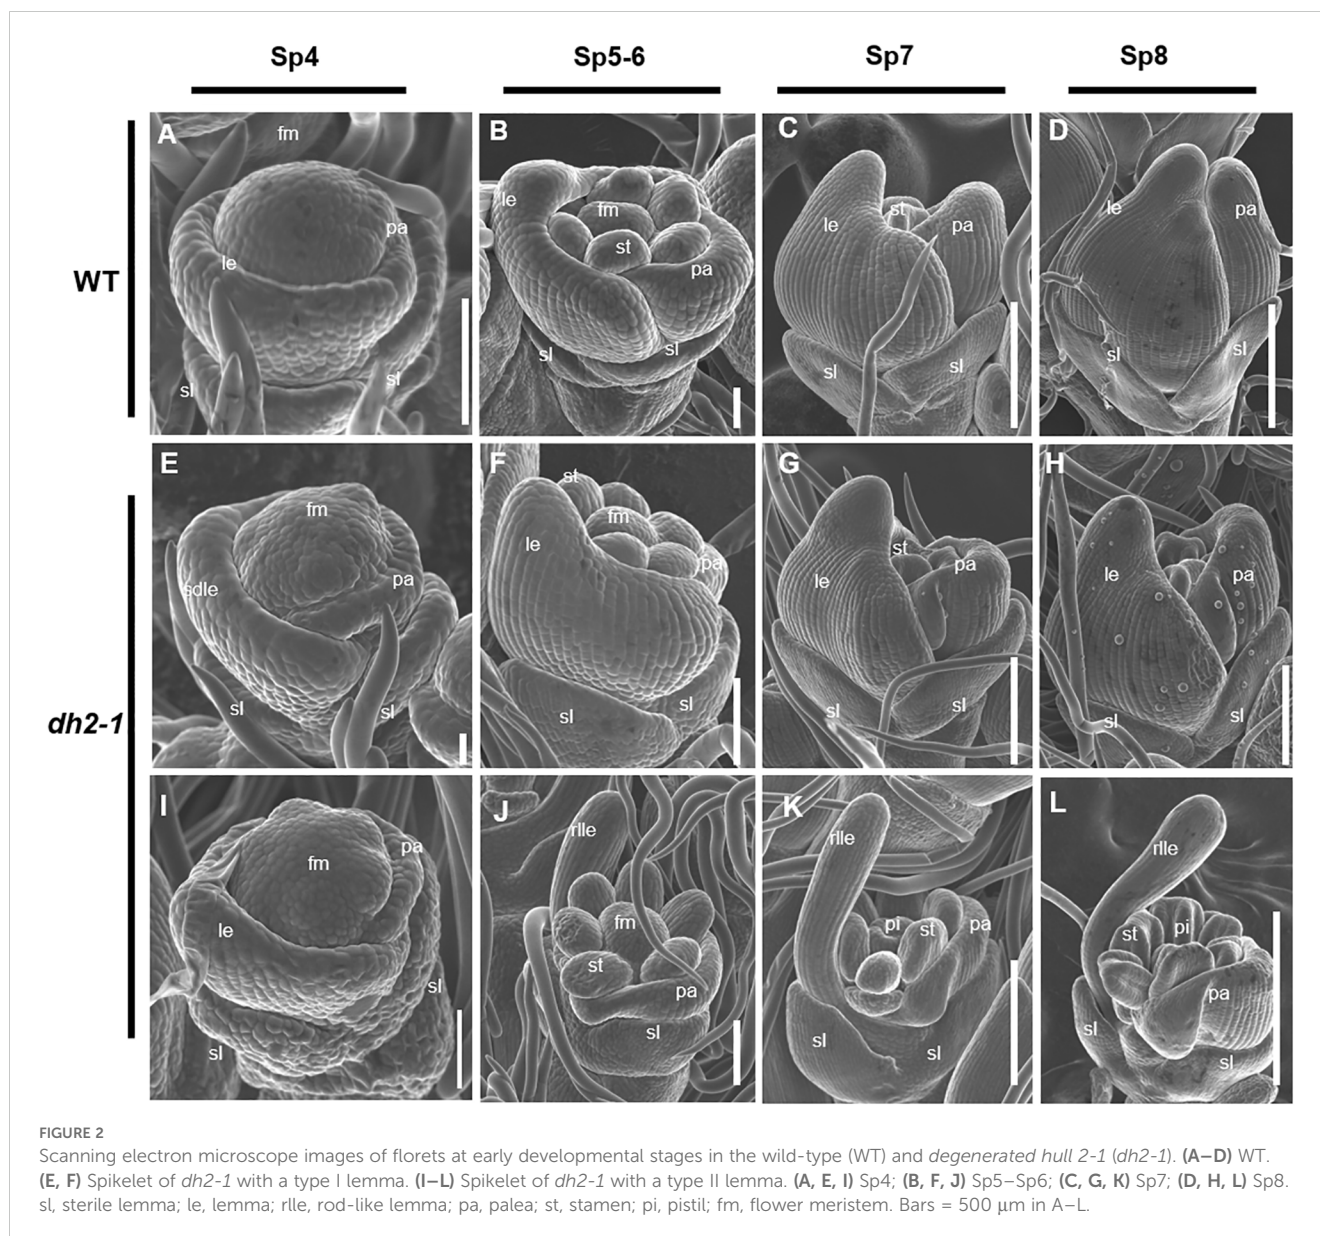 Sp4 Sp5-6 Sp7 Sp8
WT
A fm le pa sl sl
B le fm st pa sl sl
C le st pa sl sl
D le pa sl sl
dh2-1
E fm sdle pa sl sl
F st fm le pa sl sl
G st le pa sl sl
H le pa sl sl
I fm pa le sl sl
J rlle fm st pa sl
K rlle pi st pa sl sl
L rlle st pi pa sl sl
FIGURE 2
Scanning electron microscope images of florets at early developmental stages in the wild-type (WT) and degenerated hull 2-1 (dh2-1). (A–D) WT.
(E, F) Spikelet of dh2-1 with a type I lemma. (I–L) Spikelet of dh2-1 with a type II lemma. (A, E, I) Sp4; (B, F, J) Sp5–Sp6; (C, G, K) Sp7; (D, H, L) Sp8.
sl, sterile lemma; le, lemma; rlle, rod-like lemma; pa, palea; st, stamen; pi, pistil; fm, flower meristem. Bars = 500 μm in A–L.